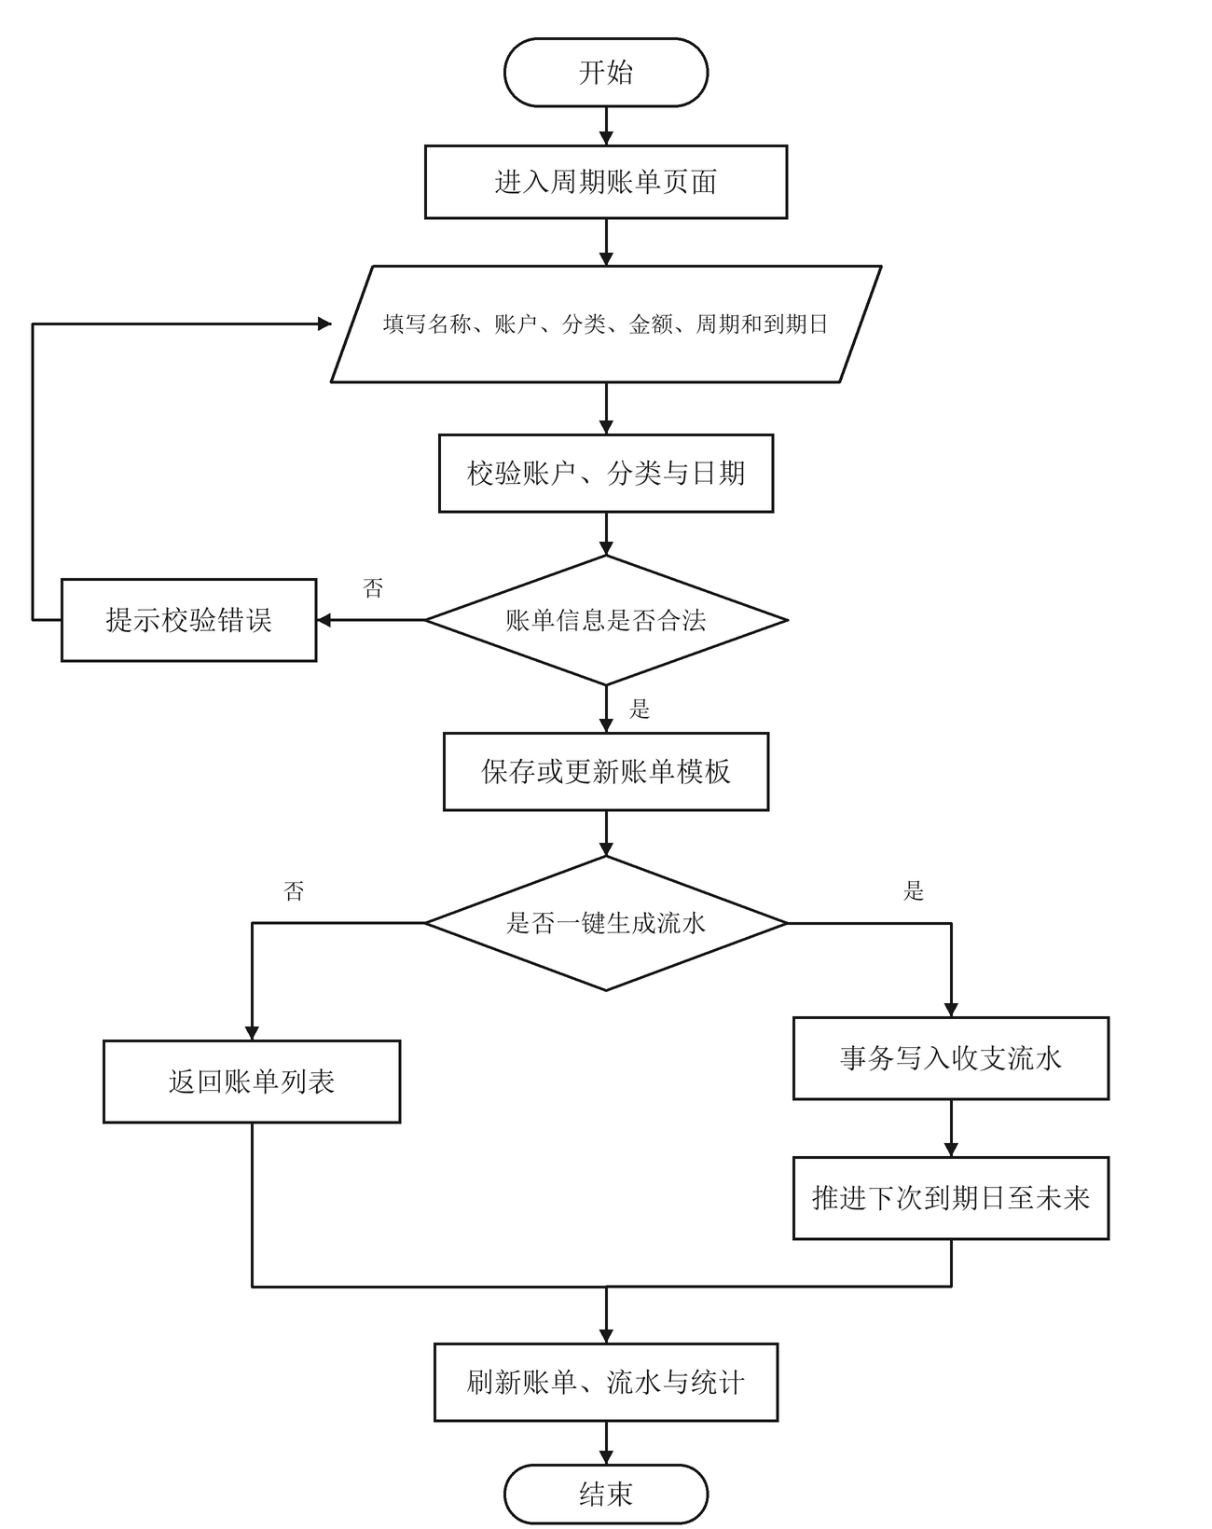 开始
进入周期账单页面
填写名称、账户、分类、金额、周期和到期日
校验账户、分类与日期
否
提示校验错误
账单信息是否合法
是
保存或更新账单模板
否
是
是否一键生成流水
事务写入收支流水
返回账单列表
推进下次到期日至未来
刷新账单、流水与统计
结束